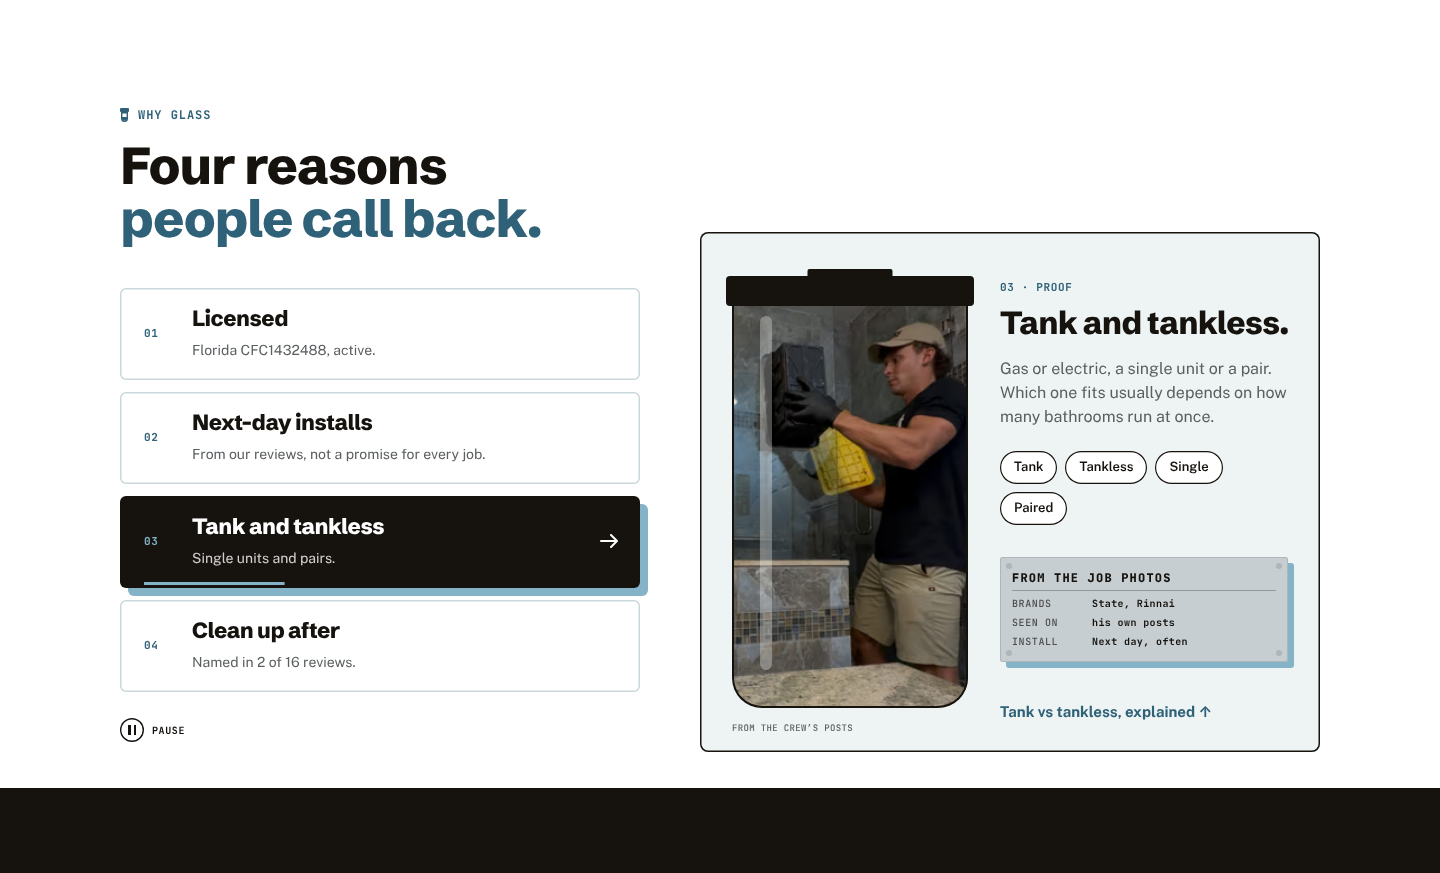 WHY GLASS
Four reasons
people call back.
01
Licensed
Florida CFC1432488, active.
02
Next-day installs
From our reviews, not a promise for every job.
03
Tank and tankless
Single units and pairs.
04
Clean up after
Named in 2 of 16 reviews.
PAUSE
FROM THE CREW’S POSTS
03 · PROOF
Tank and tankless.
Gas or electric, a single unit or a pair.
Which one fits usually depends on how
many bathrooms run at once.
Tank Tankless Single
Paired
FROM THE JOB PHOTOS
BRANDS State, Rinnai
SEEN ON his own posts
INSTALL Next day, often
Tank vs tankless, explained ↑